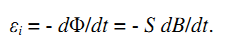 εᵢ = - dΦ/dt = - S dB/dt.